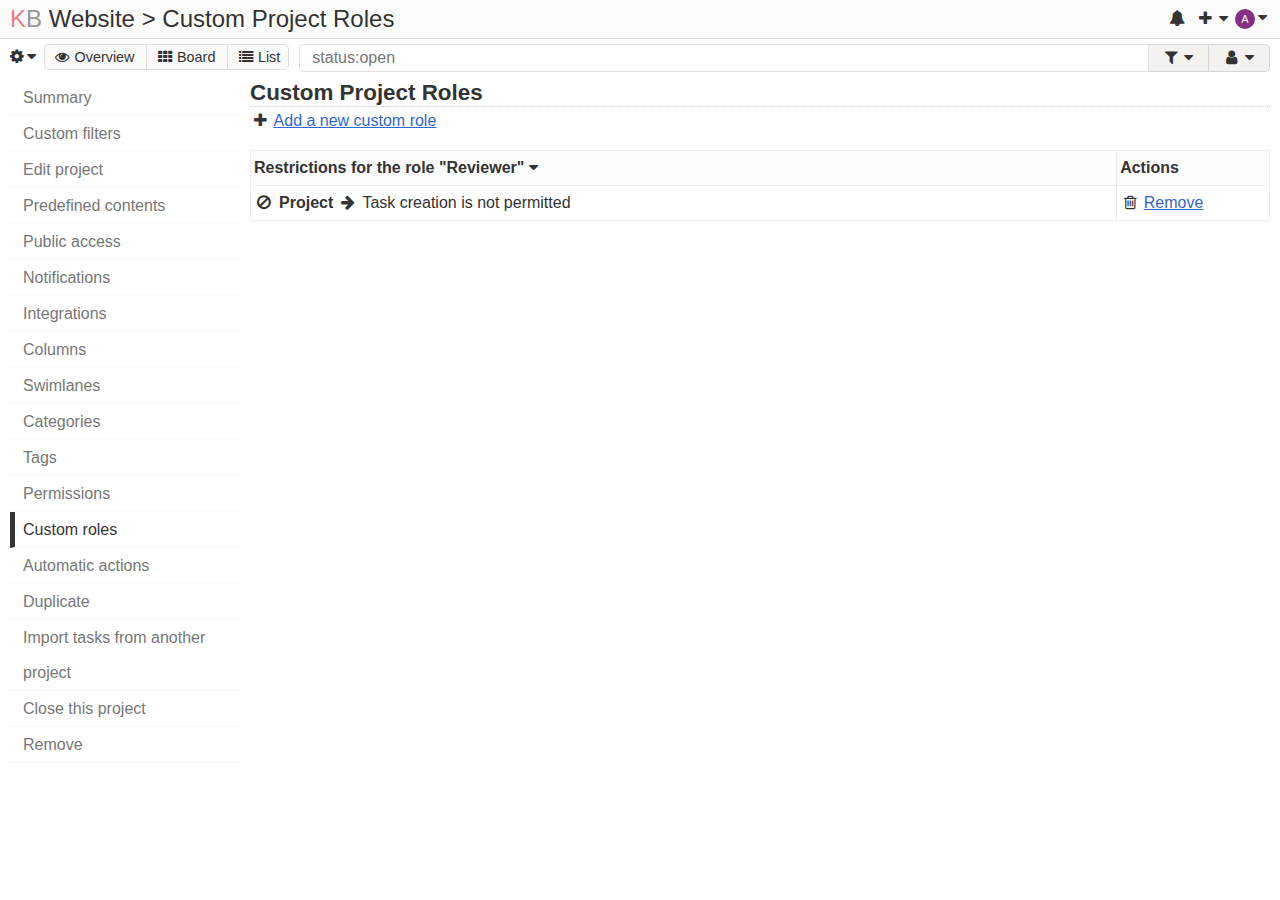 KB Website > Custom Project Roles
A
Overview
Board
List
status:open
Summary
Custom filters
Edit project
Predefined contents
Public access
Notifications
Integrations
Columns
Swimlanes
Categories
Tags
Permissions
Custom roles
Automatic actions
Duplicate
Import tasks from another
project
Close this project
Remove
Custom Project Roles
Add a new custom role
Restrictions for the role "Reviewer"
Actions
Project
Task creation is not permitted
Remove